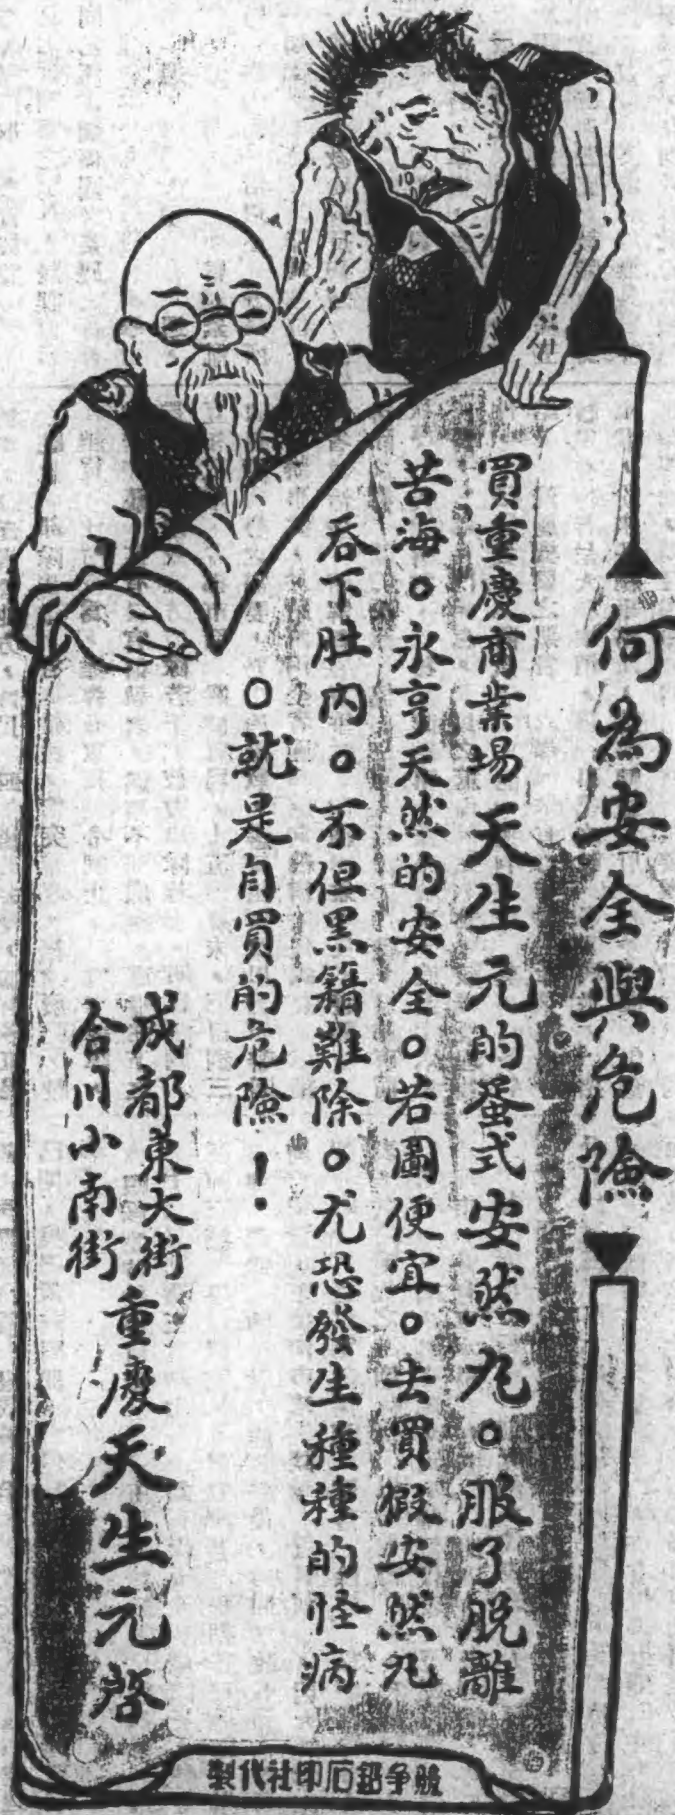 何為安全與危險
買重慶商業場天生元的蛋式安然丸。服了脫離
苦海。永亨天然的安全。若圖便宜。去買假安然丸
吞下肚內。不但黑籍難除。尤恐發生種種的怪病
。就是自買的危險！
成都東大街
合川小南街
重慶天生元啓
競爭超石印社代製